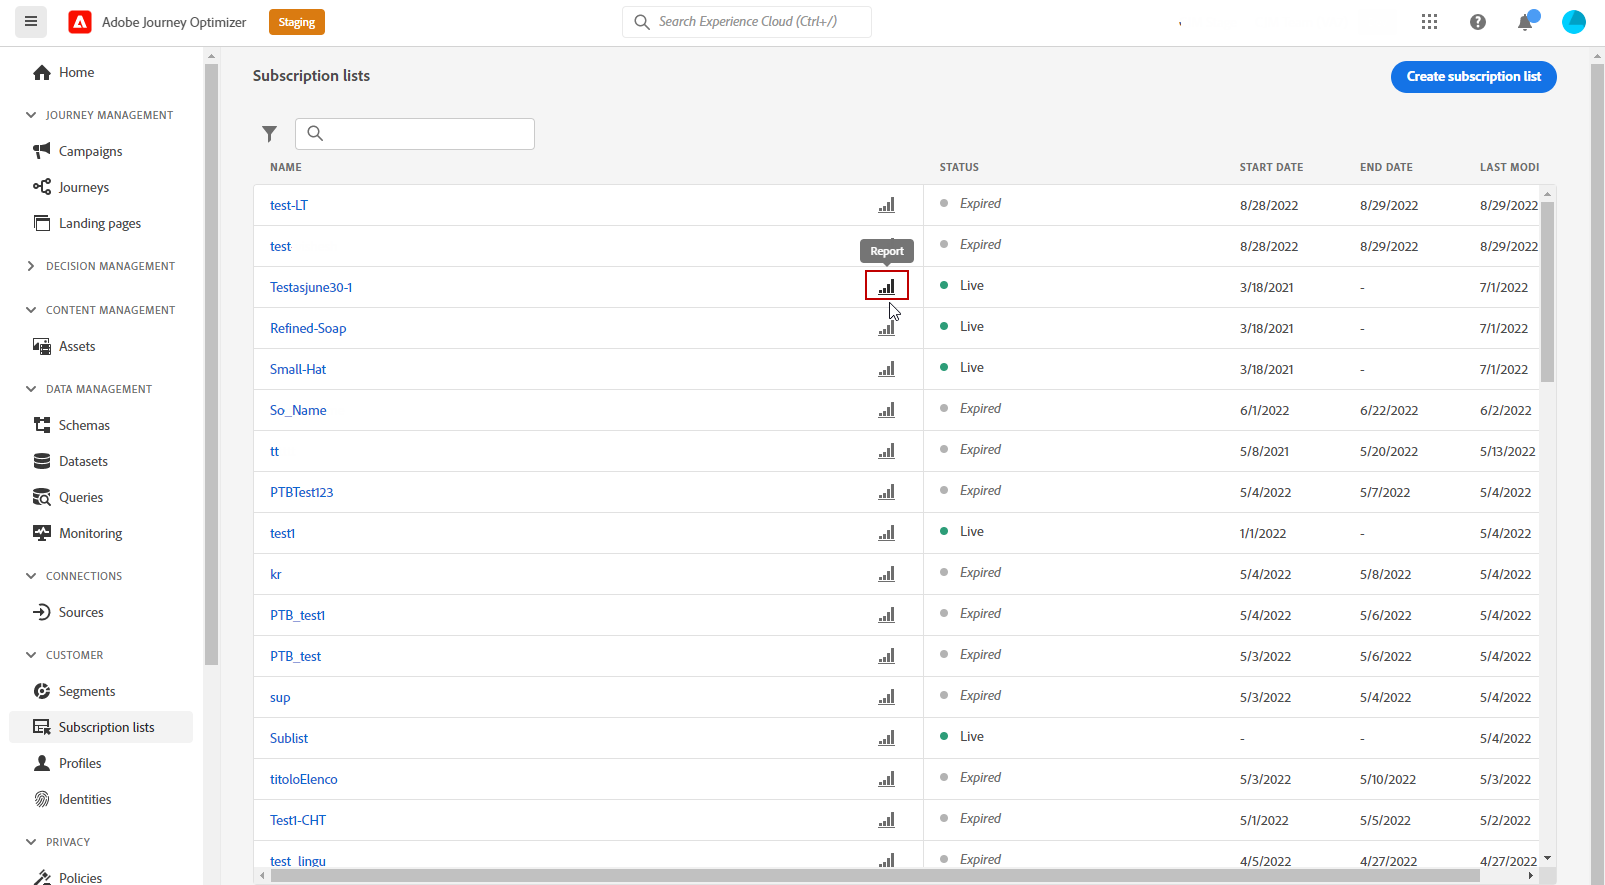 Adobe Journey Optimizer Staging Search Experience Cloud (Ctrl+/)
Home
JOURNEY MANAGEMENT
Campaigns
Journeys
Landing pages
DECISION MANAGEMENT
CONTENT MANAGEMENT
Assets
DATA MANAGEMENT
Schemas
Datasets
Queries
Monitoring
CONNECTIONS
Sources
CUSTOMER
Segments
Subscription lists
Profiles
Identities
PRIVACY
Policies
Subscription lists Create subscription list
NAME STATUS START DATE END DATE LAST MODI
test-LT Expired 8/28/2022 8/29/2022 8/29/2022
test Expired 8/28/2022 8/29/2022 8/29/2022
Report
Testasjune30-1 Live 3/18/2021 - 7/1/2022
Refined-Soap Live 3/18/2021 - 7/1/2022
Small-Hat Live 3/18/2021 - 7/1/2022
So_Name Expired 6/1/2022 6/22/2022 6/2/2022
tt Expired 5/8/2021 5/20/2022 5/13/2022
PTBTest123 Expired 5/4/2022 5/7/2022 5/4/2022
test1 Live 1/1/2022 - 5/4/2022
kr Expired 5/4/2022 5/8/2022 5/4/2022
PTB_test1 Expired 5/4/2022 5/6/2022 5/4/2022
PTB_test Expired 5/3/2022 5/6/2022 5/4/2022
sup Expired 5/3/2022 5/4/2022 5/4/2022
Sublist Live - - 5/4/2022
titoloElenco Expired 5/3/2022 5/10/2022 5/3/2022
Test1-CHT Expired 5/1/2022 5/5/2022 5/2/2022
test_lingu Expired 4/5/2022 4/27/2022 4/27/2022